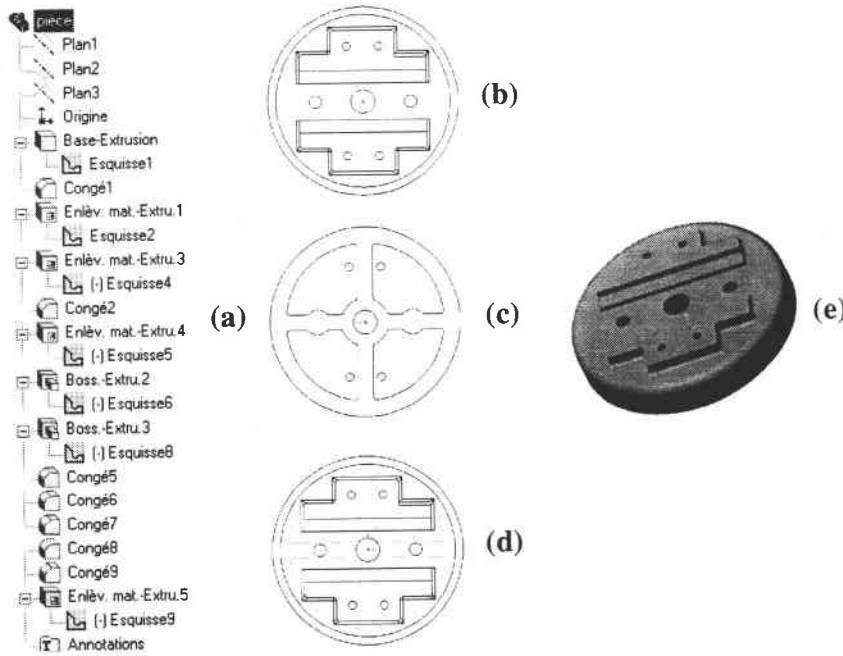 pièce
Plan1
Plan2
Plan3
Origine
Base-Extrusion
Esquisse1
Congé1
Enlèv. mat.-Extru.1
Esquisse2
Enlèv. mat.-Extru.3
(-) Esquisse4
Congé2
Enlèv. mat.-Extru.4
(-) Esquisse5
Boss.-Extru.2
(-) Esquisse6
Boss.-Extru.3
(-) Esquisse8
Congé5
Congé6
Congé7
Congé8
Congé9
Enlèv. mat.-Extru.5
(-) Esquisse9
Annotations
(a)
(b)
(c)
(d)
(e)